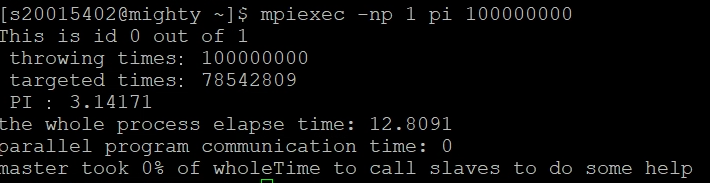 [s20015402@mighty ~]$ mpiexec -np 1 pi 100000000
This is id 0 out of 1
throwing times: 100000000
targeted times: 78542809
PI : 3.14171
the whole process elapse time: 12.8091
parallel program communication time: 0
master took 0% of wholeTime to call slaves to do some help